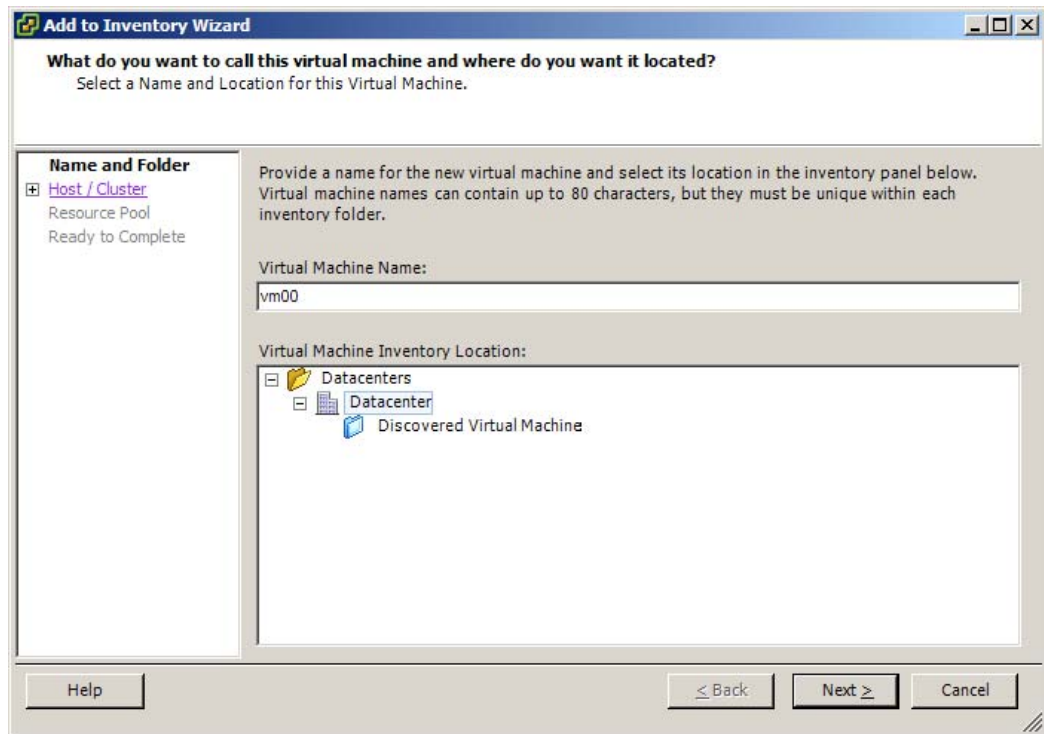 Add to Inventory Wizard
What do you want to call this virtual machine and where do you want it located?
Select a Name and Location for this Virtual Machine.
Name and Folder
Host / Cluster
Resource Pool
Ready to Complete
Provide a name for the new virtual machine and select its location in the inventory panel below.
Virtual machine names can contain up to 80 characters, but they must be unique within each
inventory folder.
Virtual Machine Name:
vm00
Virtual Machine Inventory Location:
Datacenters
Datacenter
Discovered Virtual Machine
Help
< Back
Next >
Cancel